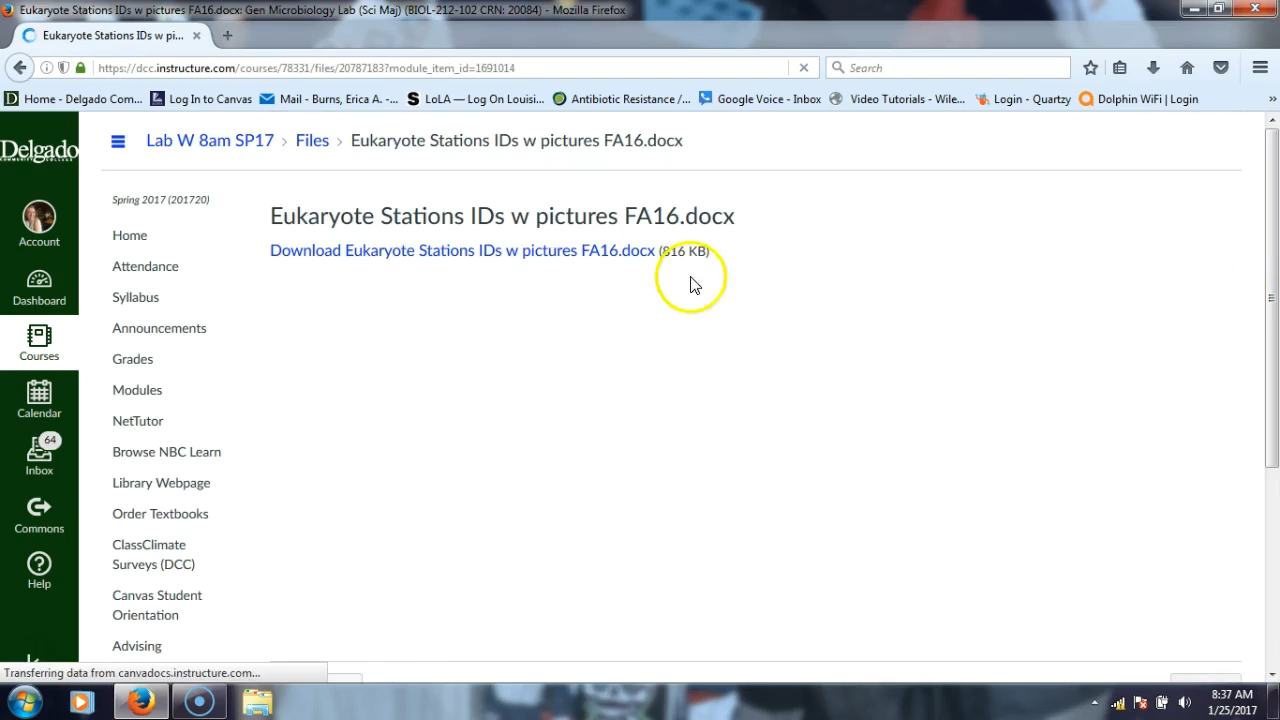 Eukaryote Stations IDs w pictures FA16.docx: Gen Microbiology Lab (Sci Maj) (BIOL-212-102 CRN: 20084) - Mozilla Firefox
Eukaryote Stations IDs w pi...
https://dcc.instructure.com/courses/78331/files/20787183?module_item_id=1691014
Search
Home - Delgado Com... Log In to Canvas Mail - Burns, Erica A. -... LoLA — Log On Louisi... Antibiotic Resistance /... Google Voice - Inbox Video Tutorials - Wile... Login - Quartzy Dolphin WiFi | Login
Delgado
COMMUNITY COLLEGE
Account
Dashboard
Courses
Calendar
64
Inbox
Commons
Help
Lab W 8am SP17 › Files › Eukaryote Stations IDs w pictures FA16.docx
Spring 2017 (201720)
Home
Attendance
Syllabus
Announcements
Grades
Modules
NetTutor
Browse NBC Learn
Library Webpage
Order Textbooks
ClassClimate
Surveys (DCC)
Canvas Student
Orientation
Advising
Eukaryote Stations IDs w pictures FA16.docx
Download Eukaryote Stations IDs w pictures FA16.docx (816 KB)
Transferring data from canvadocs.instructure.com...
8:37 AM
1/25/2017